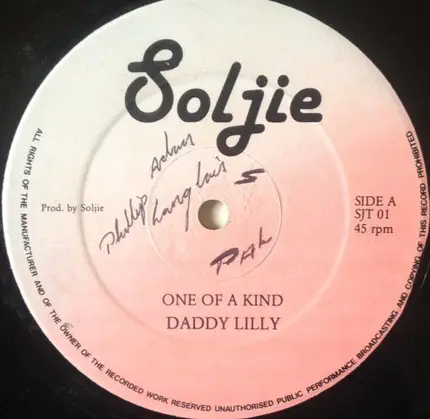 Soljie
Adan
Phillip Langlais
S
PAL
Prod. by Soljie
SIDE A
SJT 01
45 rpm
ONE OF A KIND
DADDY LILLY
ALL RIGHTS OF THE MANUFACTURER AND OF THE OWNER OF THE RECORDED WORK RESERVED UNAUTHORISED PUBLIC PERFORMANCE BROADCASTING AND COPYING OF THIS RECORD PROHIBITED